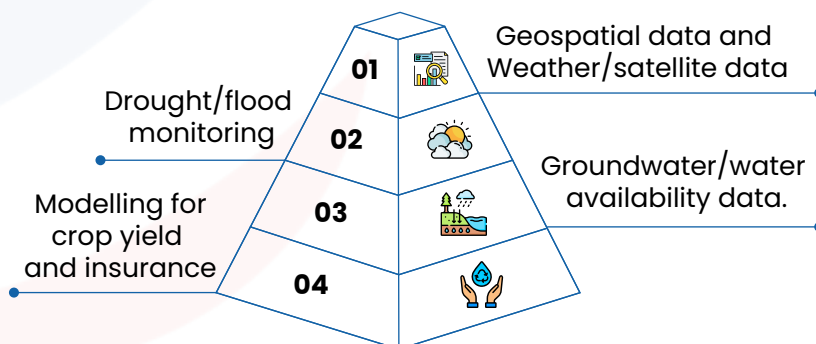 01
Geospatial data and
Weather/satellite data
Drought/flood
monitoring
02
Groundwater/water
availability data.
03
Modelling for
crop yield
and insurance
04